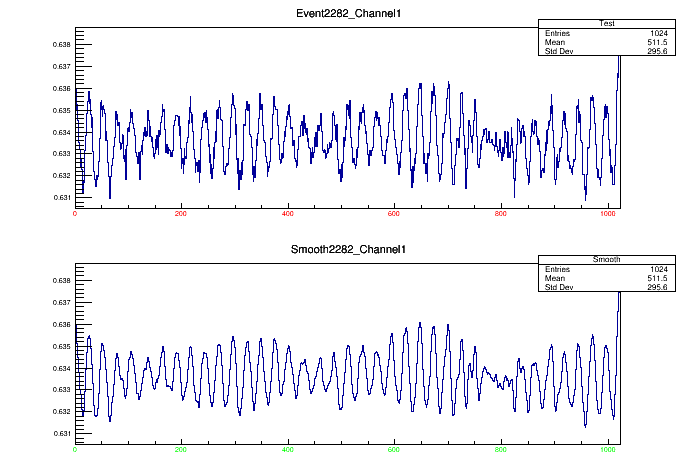 Event2282_Channel1
Test
Entries 1024
Mean 511.5
Std Dev 295.6
0.638
0.637
0.636
0.635
0.634
0.633
0.632
0.631
0 200 400 600 800 1000
Smooth2282_Channel1
Smooth
Entries 1024
Mean 511.5
Std Dev 295.6
0.638
0.637
0.636
0.635
0.634
0.633
0.632
0.631
0 200 400 600 800 1000